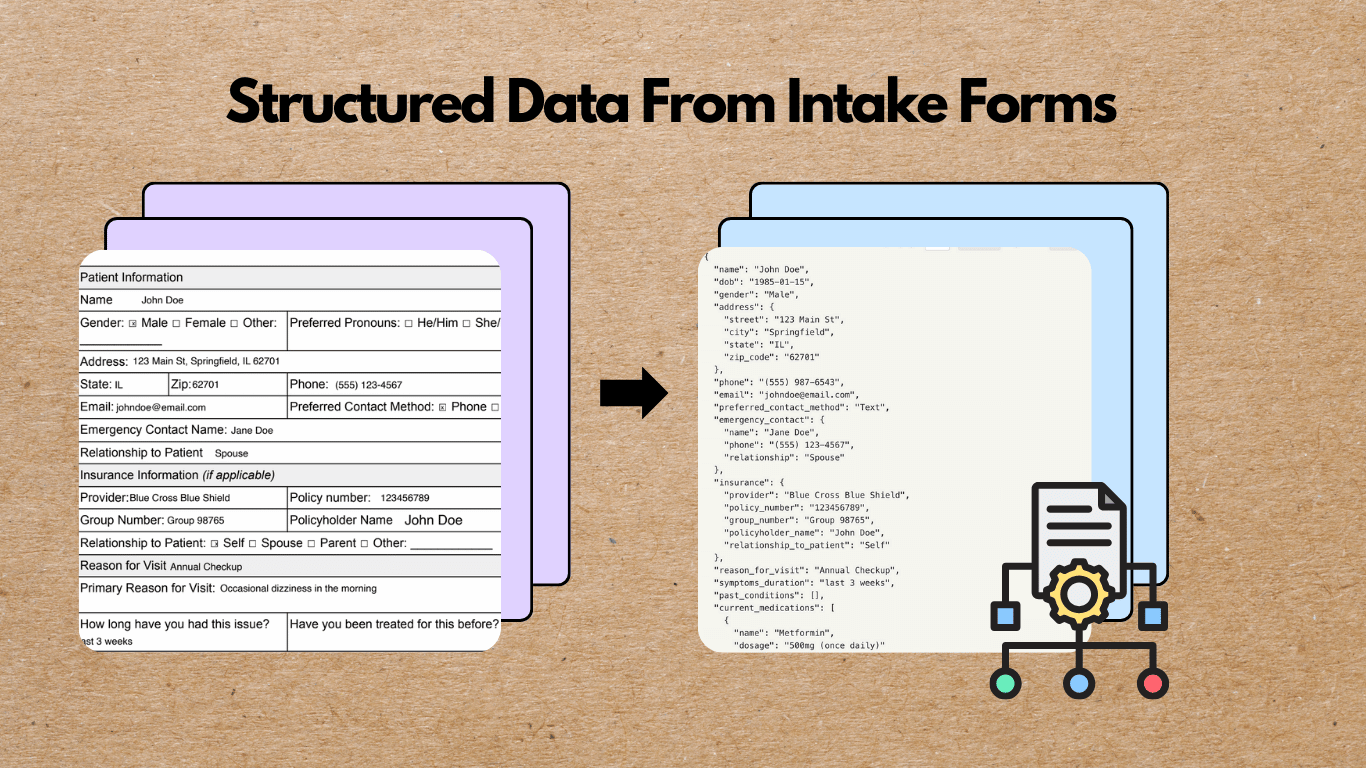 Structured Data From Intake Forms
Patient Information
Name John Doe
Gender: ☒ Male ☐ Female ☐ Other: ____________
Preferred Pronouns: ☐ He/Him ☐ She/
Address: 123 Main St, Springfield, IL 62701
State: IL Zip: 62701 Phone: (555) 123-4567
Email: johndoe@email.com Preferred Contact Method: ☒ Phone ☐
Emergency Contact Name: Jane Doe
Relationship to Patient Spouse
Insurance Information (if applicable)
Provider: Blue Cross Blue Shield Policy number: 123456789
Group Number: Group 98765 Policyholder Name John Doe
Relationship to Patient: ☒ Self ☐ Spouse ☐ Parent ☐ Other: ____________
Reason for Visit Annual Checkup
Primary Reason for Visit: Occasional dizziness in the morning
How long have you had this issue? Have you been treated for this before?
ast 3 weeks
{
"name": "John Doe",
"dob": "1985-01-15",
"gender": "Male",
"address": {
"street": "123 Main St",
"city": "Springfield",
"state": "IL",
"zip_code": "62701"
},
"phone": "(555) 987-6543",
"email": "johndoe@email.com",
"preferred_contact_method": "Text",
"emergency_contact": {
"name": "Jane Doe",
"phone": "(555) 123-4567",
"relationship": "Spouse"
},
"insurance": {
"provider": "Blue Cross Blue Shield",
"policy_number": "123456789",
"group_number": "Group 98765",
"policyholder_name": "John Doe",
"relationship_to_patient": "Self"
},
"reason_for_visit": "Annual Checkup",
"symptoms_duration": "last 3 weeks",
"past_conditions": [],
"current_medications": [
{
"name": "Metformin",
"dosage": "500mg (once daily)"